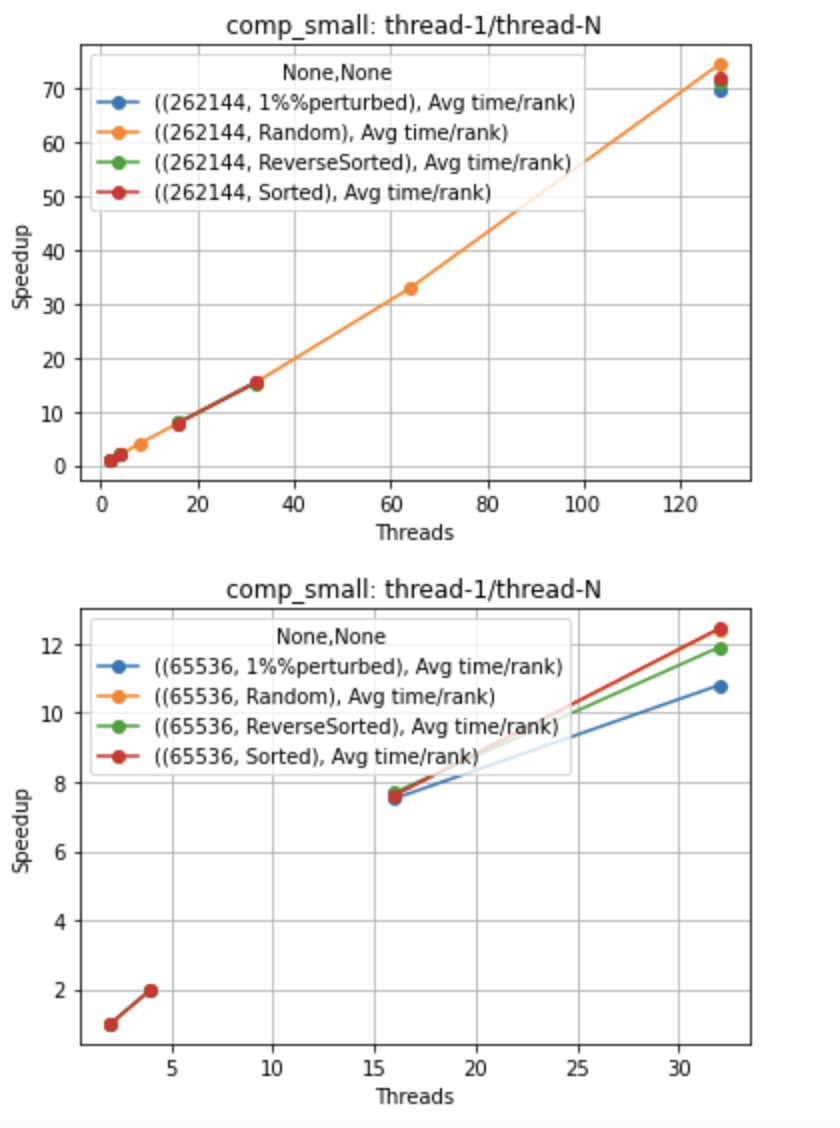 comp_small: thread-1/thread-N
None,None
((262144, 1%%perturbed), Avg time/rank)
((262144, Random), Avg time/rank)
((262144, ReverseSorted), Avg time/rank)
((262144, Sorted), Avg time/rank)
70
60
50
40
30
20
10
0
Speedup
0 20 40 60 80 100 120
Threads
comp_small: thread-1/thread-N
None,None
((65536, 1%%perturbed), Avg time/rank)
((65536, Random), Avg time/rank)
((65536, ReverseSorted), Avg time/rank)
((65536, Sorted), Avg time/rank)
12
10
8
6
4
2
Speedup
5 10 15 20 25 30
Threads